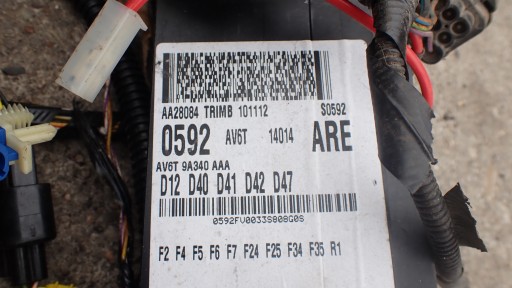 AA28084 TRIMB 101112 S0592
0592 AV6T 14014 ARE
AV6T 9A340 AAA
D12 D40 D41 D42 D47
0592FV0033S808G0S
F2 F4 F5 F6 F7 F24 F25 F34 F35 R1